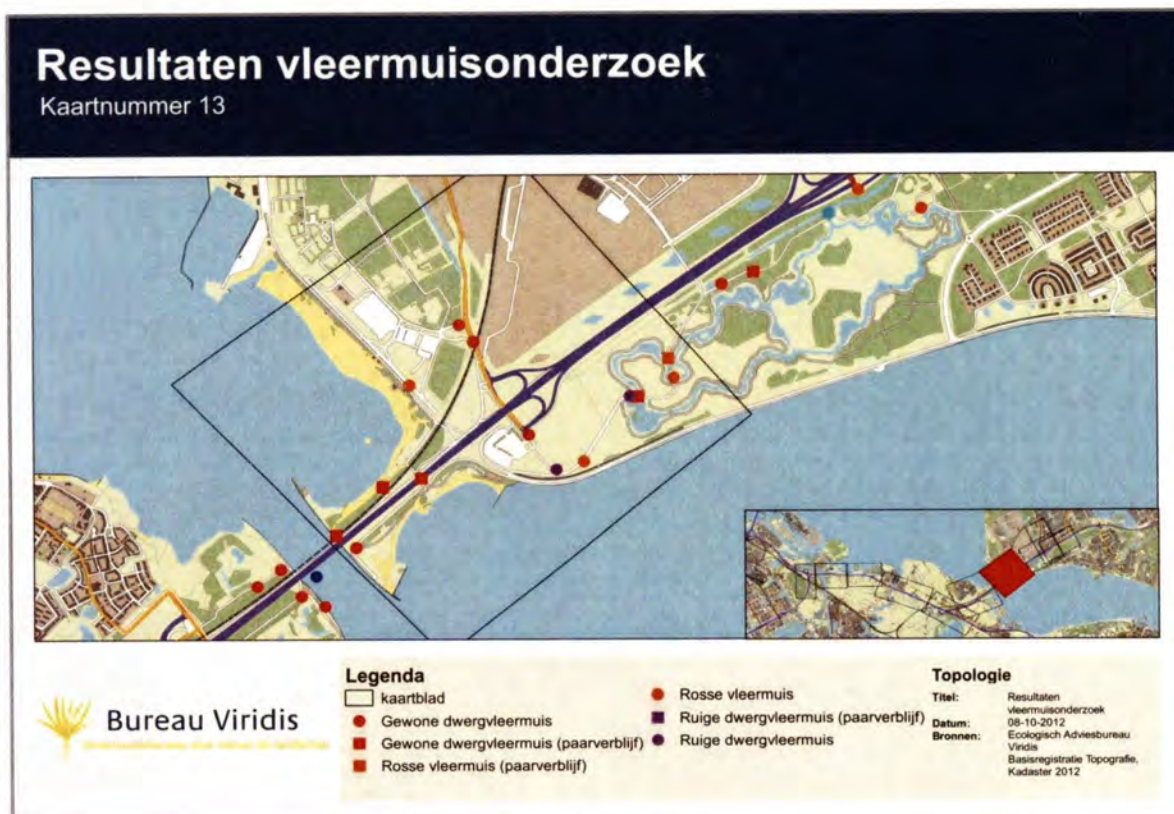 Resultaten vleermuisonderzoek
Kaartnummer 13
Bureau Viridis
Legenda
kaartblad
Gewone dwergvleermuis
Gewone dwergvleermuis (paarverblijf)
Rosse vleermuis (paarverblijf)
Rosse vleermuis
Ruige dwergvleermuis (paarverblijf)
Ruige dwergvleermuis
Topologie
Titel: Resultaten
vleermuisonderzoek
Datum: 08-10-2012
Bronnen: Ecologisch Adviesbureau
Viridis
Basisregistratie Topografie,
Kadaster 2012